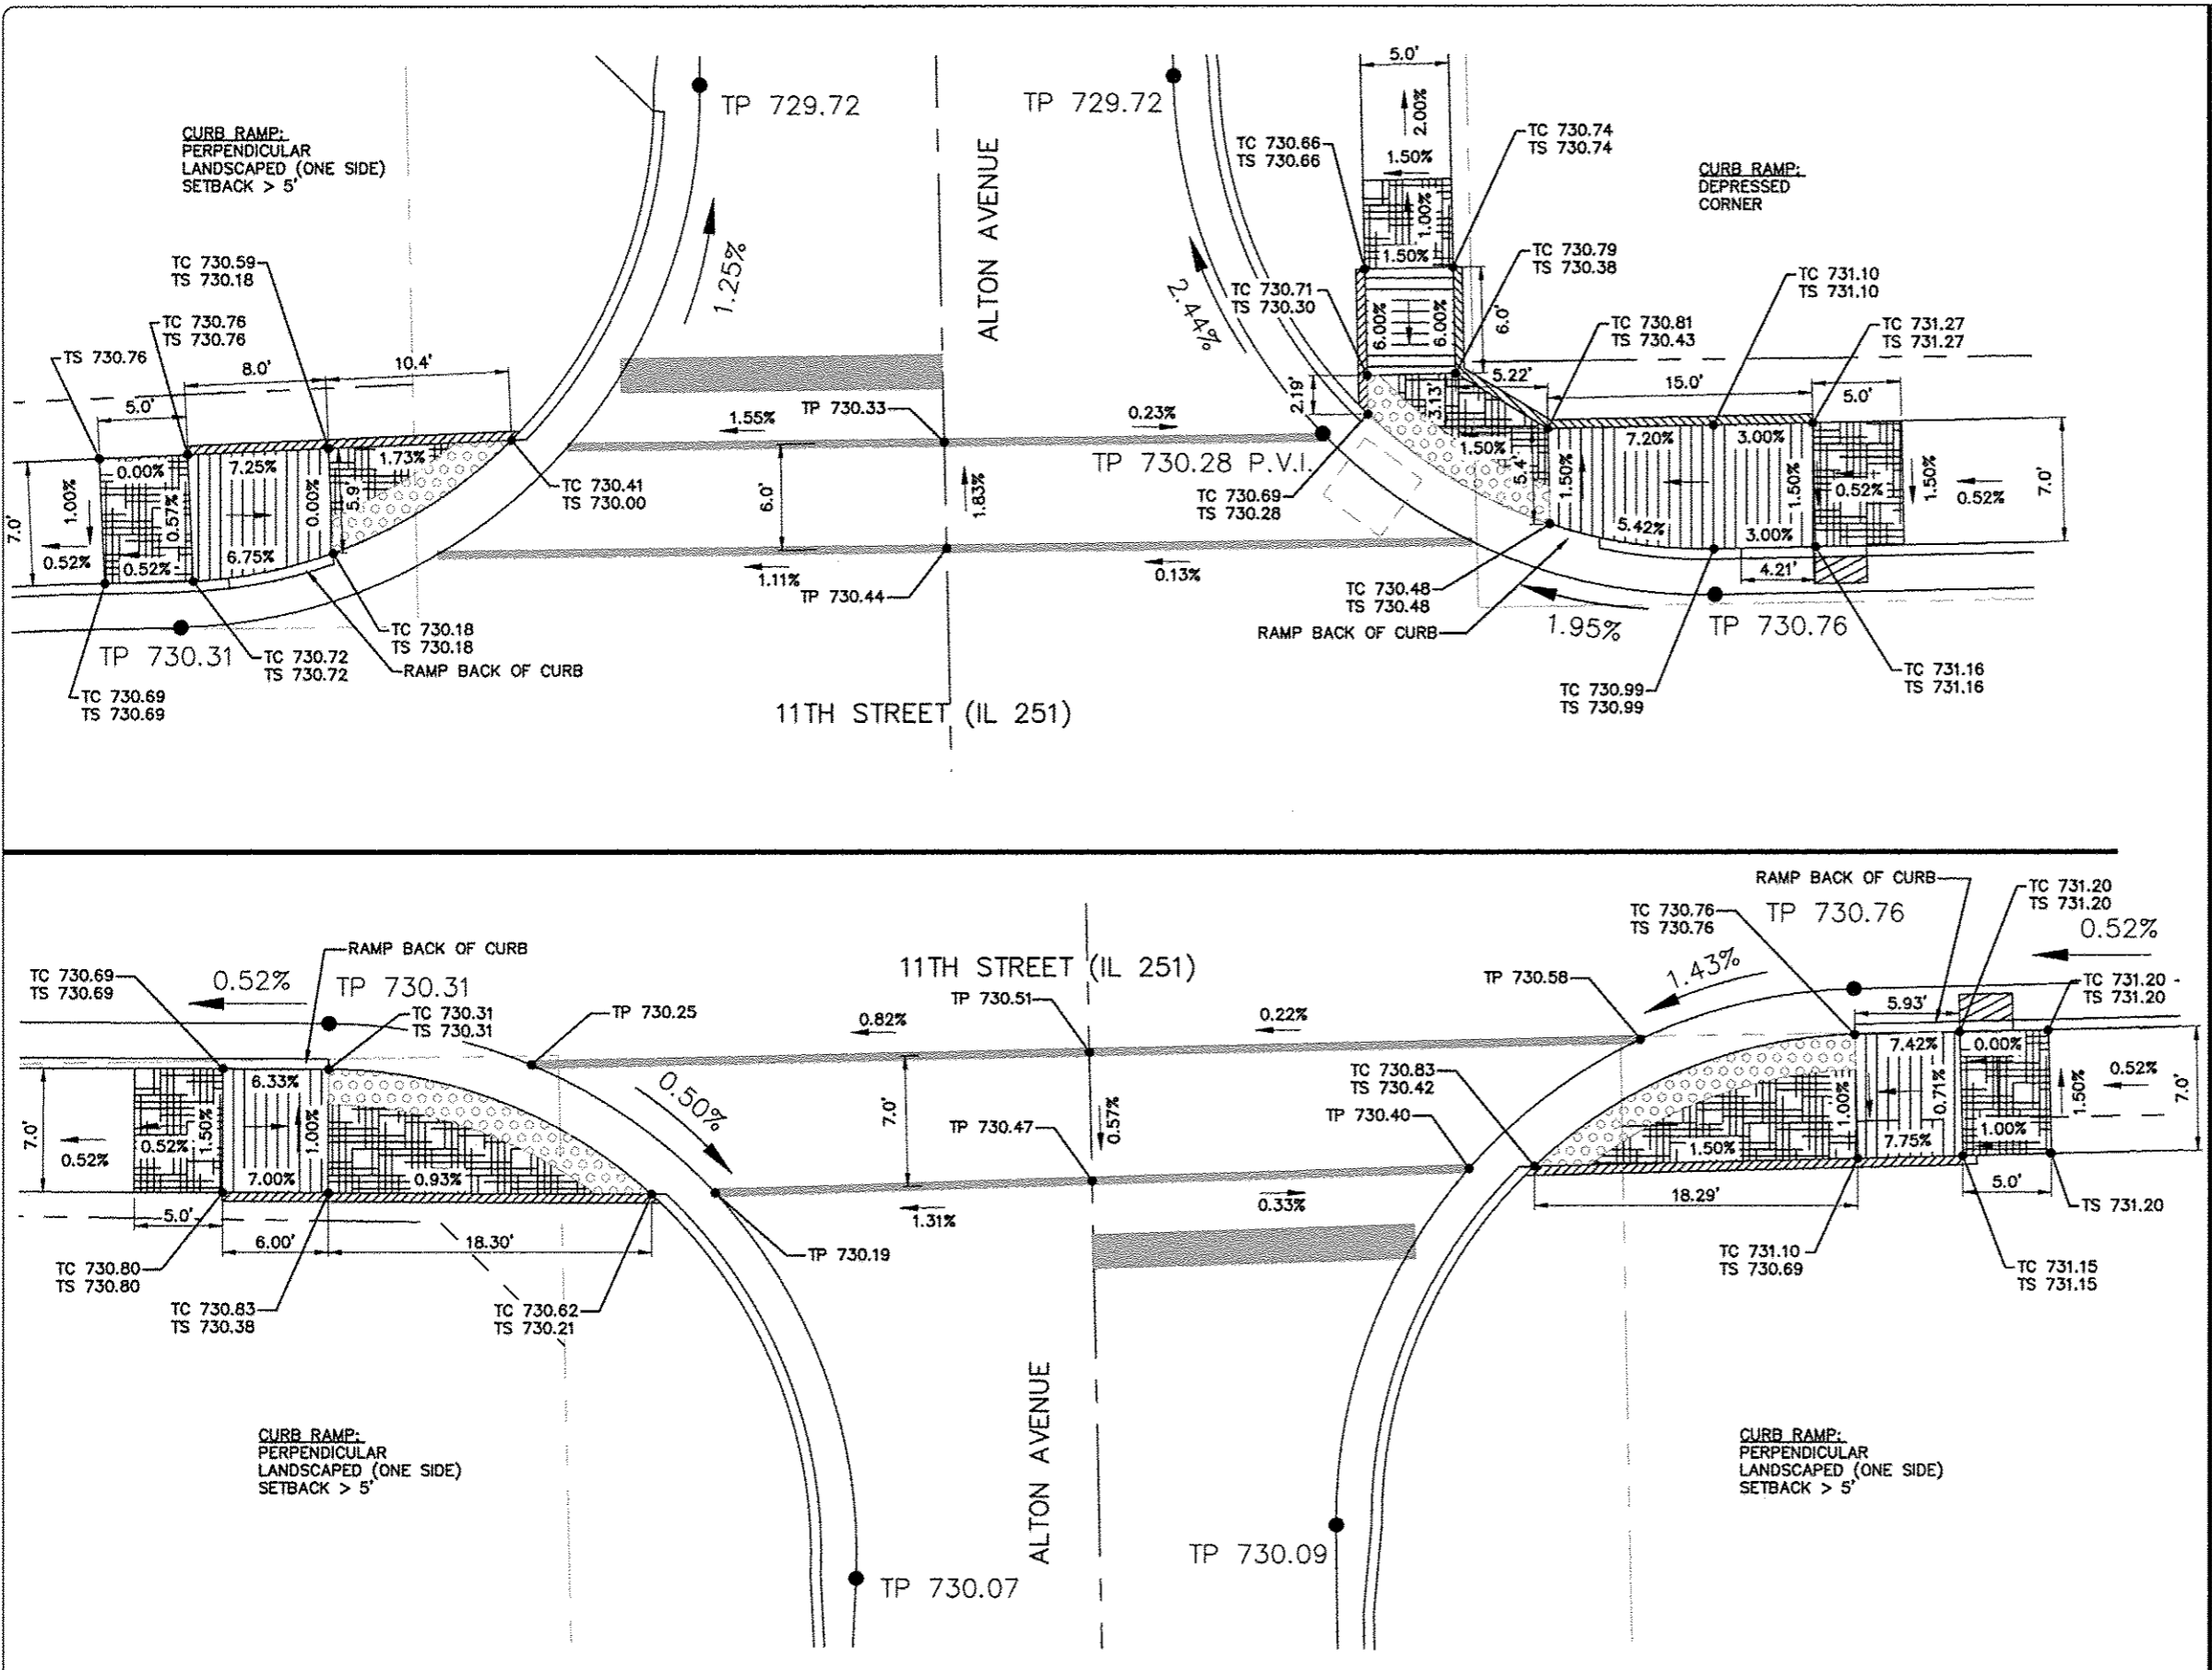 CURB RAMP:
PERPENDICULAR
LANDSCAPED (ONE SIDE)
SETBACK > 5'
TP 729.72
1.25%
ALTON AVENUE
TP 729.72
2.44%
5.0'
2.00%
1.50%
1.00%
1.50%
TC 730.66
TS 730.66
TC 730.74
TS 730.74
CURB RAMP:
DEPRESSED
CORNER
TC 730.59
TS 730.18
TC 730.76
TS 730.76
TS 730.76
8.0'
10.4'
5.0'
7.0'
1.00%
0.52%
0.00%
0.57%
0.52%
7.25%
6.75%
0.00%
5.9'
1.73%
TC 730.41
TS 730.00
TC 730.18
TS 730.18
RAMP BACK OF CURB
TP 730.31
TC 730.72
TS 730.72
TC 730.69
TS 730.69
1.55%
TP 730.33
0.23%
6.0'
1.83%
1.11%
TP 730.44
0.13%
TP 730.28 P.V.I.
TC 730.71
TS 730.30
6.00%
6.00%
6.0'
TC 730.79
TS 730.38
2.19'
3.13'
5.22'
TC 730.69
TS 730.28
1.50%
5.4'
1.50%
TC 730.81
TS 730.43
15.0'
TC 731.10
TS 731.10
TC 731.27
TS 731.27
5.0'
7.20%
3.00%
5.42%
3.00%
1.50%
0.52%
1.50%
0.52%
7.0'
4.21'
TC 730.48
TS 730.48
RAMP BACK OF CURB
1.95%
TP 730.76
TC 730.99
TS 730.99
TC 731.16
TS 731.16
11TH STREET (IL 251)
RAMP BACK OF CURB
TC 730.69
TS 730.69
0.52%
TP 730.31
TC 730.31
TS 730.31
TP 730.25
11TH STREET (IL 251)
TP 730.51
0.82%
0.22%
TP 730.58
1.43%
RAMP BACK OF CURB
TP 730.76
TC 730.76
TS 730.76
TC 731.20
TS 731.20
0.52%
TC 731.20
TS 731.20
5.93'
7.0'
0.52%
0.52%
1.50%
6.33%
7.00%
1.00%
0.93%
0.50%
7.0'
TP 730.47
0.57%
TC 730.83
TS 730.42
TP 730.40
1.50%
1.00%
7.42%
7.75%
0.71%
0.00%
1.00%
1.50%
0.52%
7.0'
5.0'
6.00'
18.30'
1.31%
0.33%
TP 730.19
18.29'
5.0'
TS 731.20
TC 730.80
TS 730.80
TC 730.83
TS 730.38
TC 730.62
TS 730.21
TC 731.10
TS 730.69
TC 731.15
TS 731.15
CURB RAMP:
PERPENDICULAR
LANDSCAPED (ONE SIDE)
SETBACK > 5'
ALTON AVENUE
CURB RAMP:
PERPENDICULAR
LANDSCAPED (ONE SIDE)
SETBACK > 5'
TP 730.07
TP 730.09